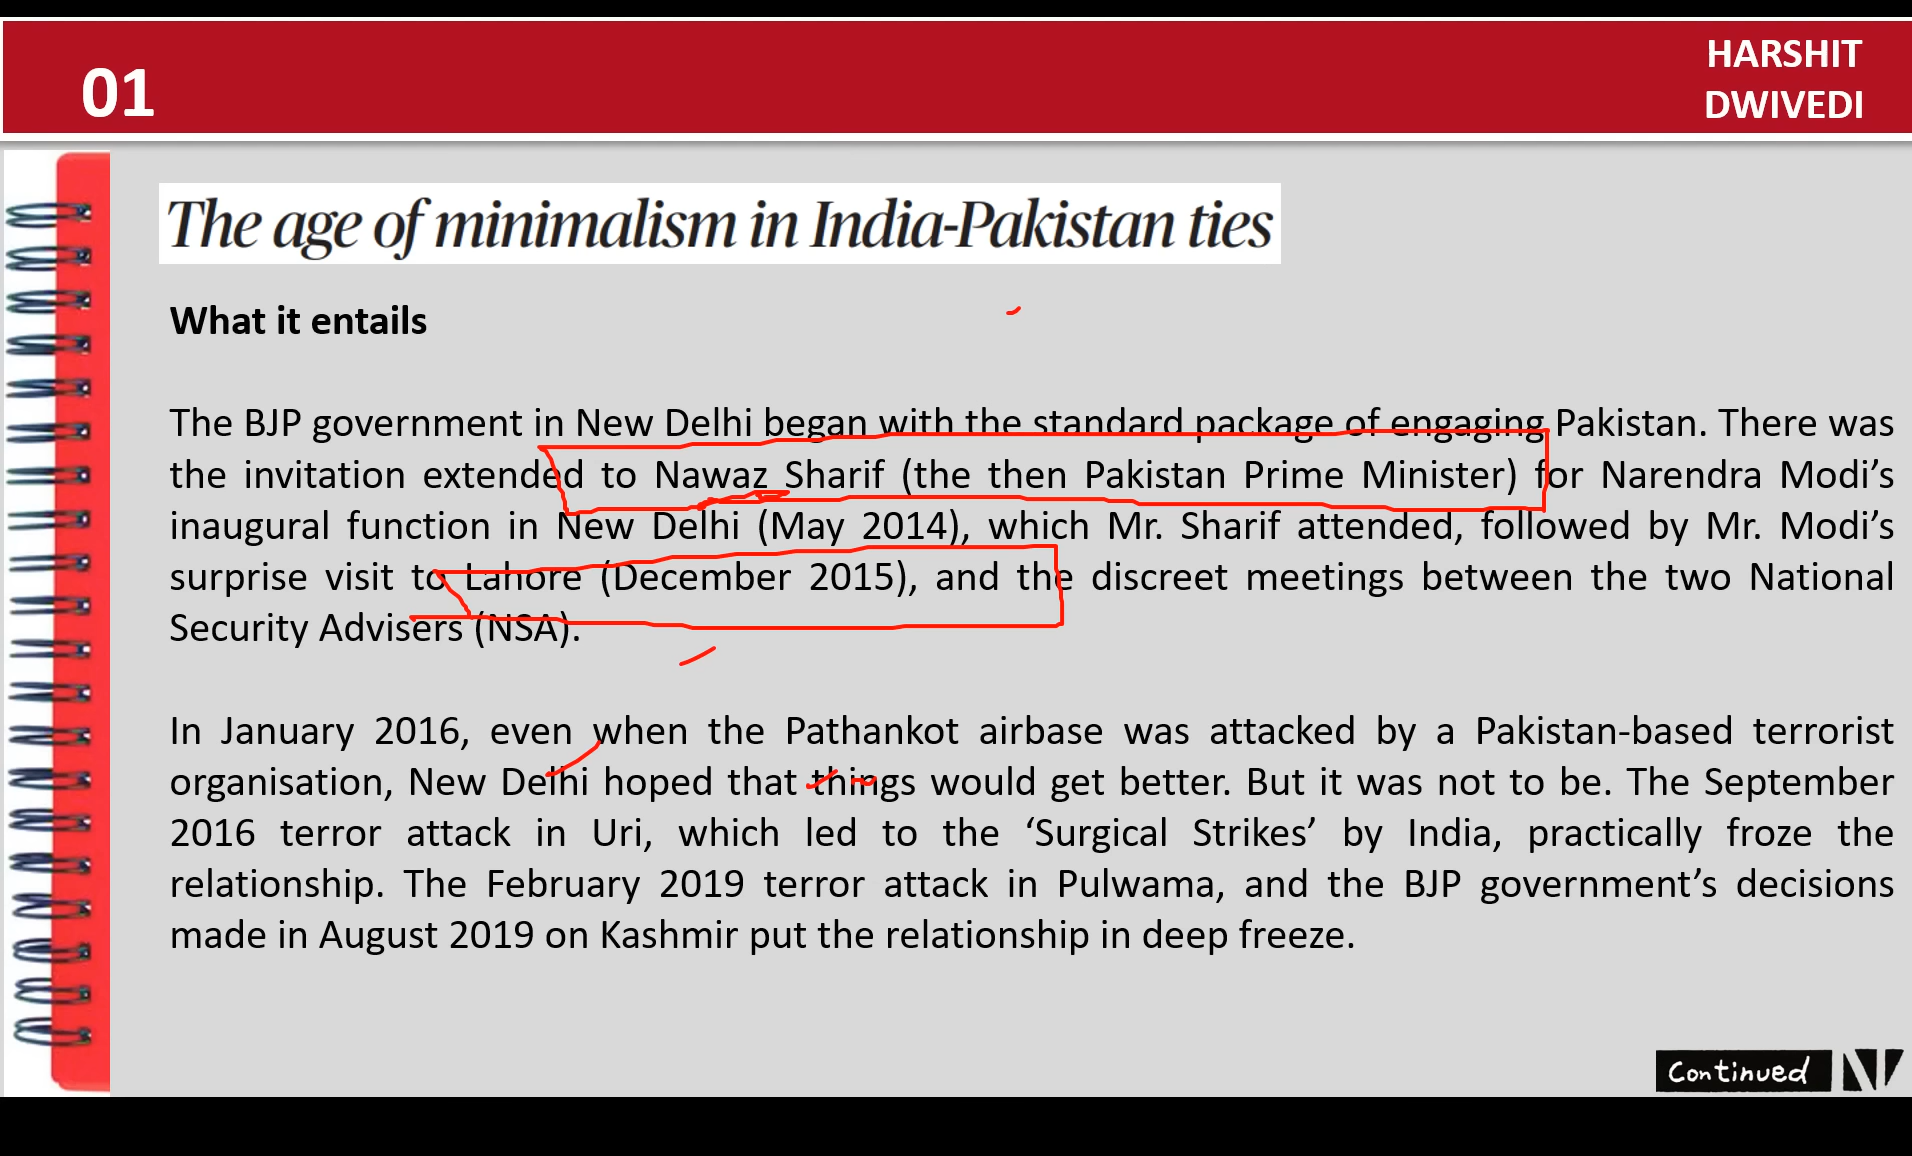 01
HARSHIT
DWIVEDI
The age of minimalism in India-Pakistan ties
What it entails
The BJP government in New Delhi began with the standard package of engaging Pakistan. There was
the invitation extended to Nawaz Sharif (the then Pakistan Prime Minister) for Narendra Modi’s
inaugural function in New Delhi (May 2014), which Mr. Sharif attended, followed by Mr. Modi’s
surprise visit to Lahore (December 2015), and the discreet meetings between the two National
Security Advisers (NSA).
In January 2016, even when the Pathankot airbase was attacked by a Pakistan-based terrorist
organisation, New Delhi hoped that things would get better. But it was not to be. The September
2016 terror attack in Uri, which led to the ‘Surgical Strikes’ by India, practically froze the
relationship. The February 2019 terror attack in Pulwama, and the BJP government’s decisions
made in August 2019 on Kashmir put the relationship in deep freeze.
Continued